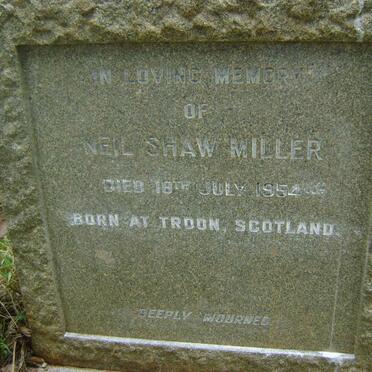 IN LOVING MEMORY
OF
NEIL SHAW MILLER
DIED 18TH JULY 1954
BORN AT TROON, SCOTLAND.
DEEPLY MOURNED